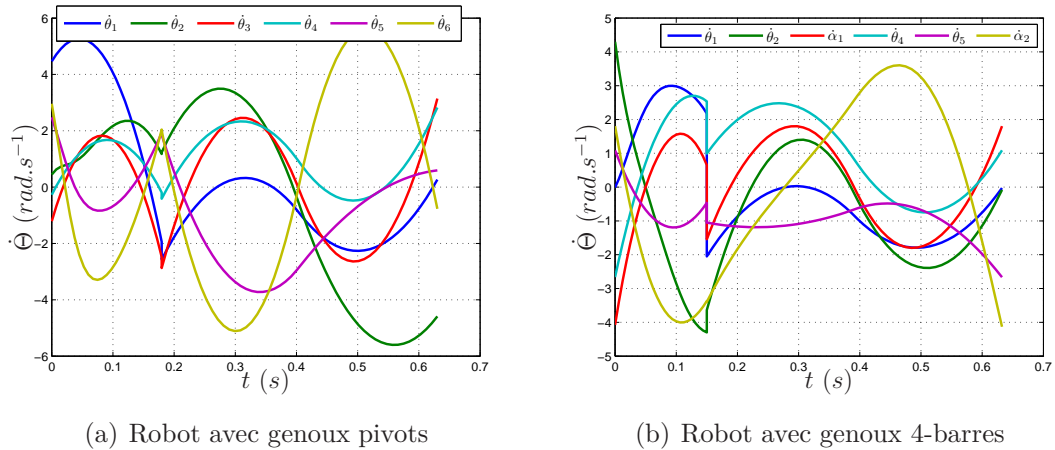 θ̇₁ θ̇₂ θ̇₃ θ̇₄ θ̇₅ θ̇₆
6
4
2
0
−2
−4
−6
Θ̇ (rad.s⁻¹)
0 0.1 0.2 0.3 0.4 0.5 0.6 0.7
t (s)
(a) Robot avec genoux pivots
θ̇₁ θ̇₂ α̇₁ θ̇₄ θ̇₅ α̇₂
5
4
3
2
1
0
−1
−2
−3
−4
−5
Θ̇ (rad.s⁻¹)
0 0.1 0.2 0.3 0.4 0.5 0.6 0.7
t (s)
(b) Robot avec genoux 4-barres